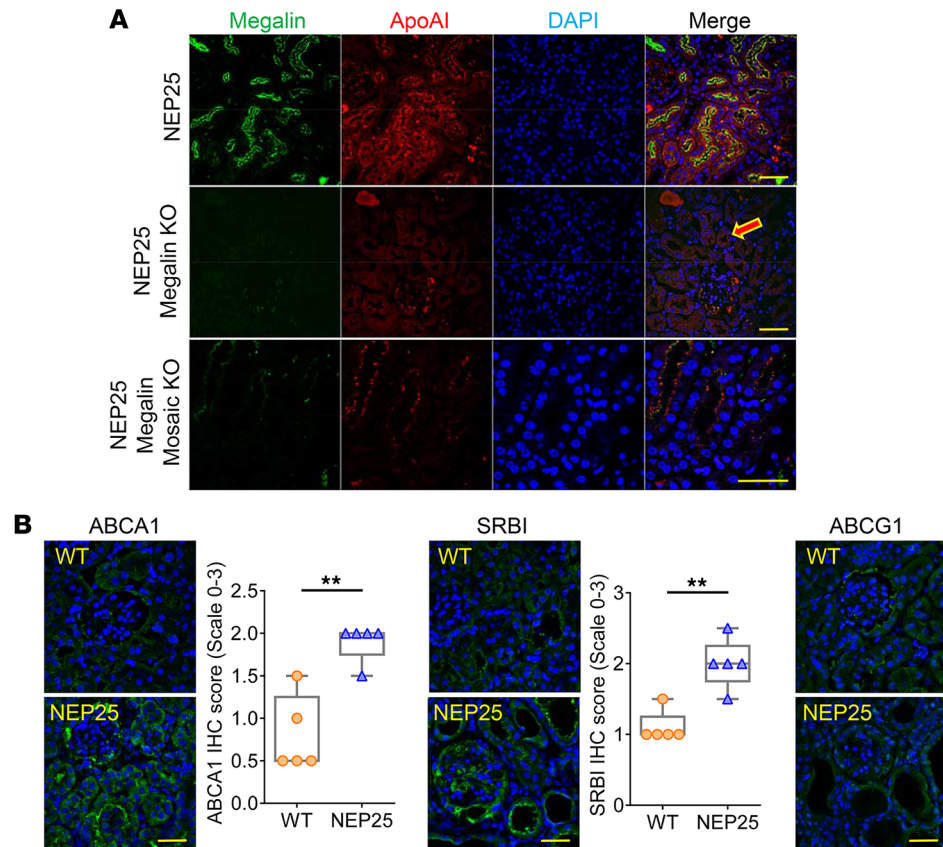 A
Megalin
ApoAI
DAPI
Merge
NEP25
NEP25
Megalin KO
NEP25
Megalin
Mosaic KO
B
ABCA1
WT
NEP25
ABCA1 IHC score (Scale 0-3)
2.5
2.0
1.5
1.0
0.5
0.0
**
WT
NEP25
SRBI
WT
NEP25
SRBI IHC score (Scale 0-3)
3
2
1
0
**
WT
NEP25
ABCG1
WT
NEP25